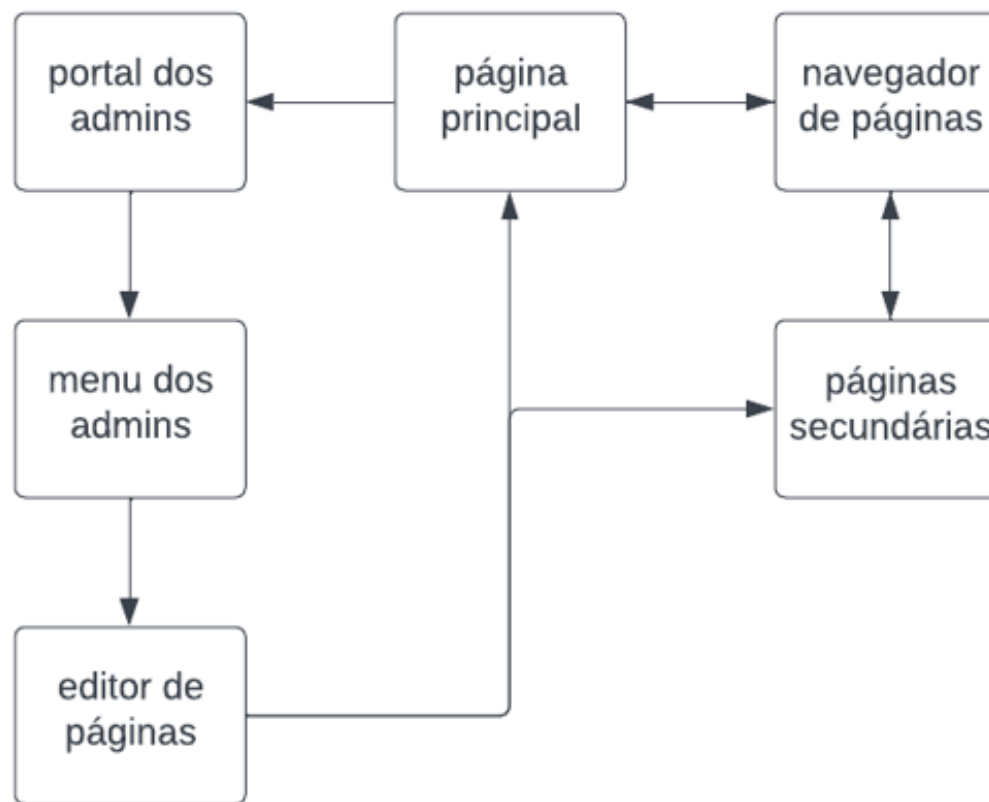 portal dos
admins
página
principal
navegador
de páginas
menu dos
admins
páginas
secundárias
editor de
páginas